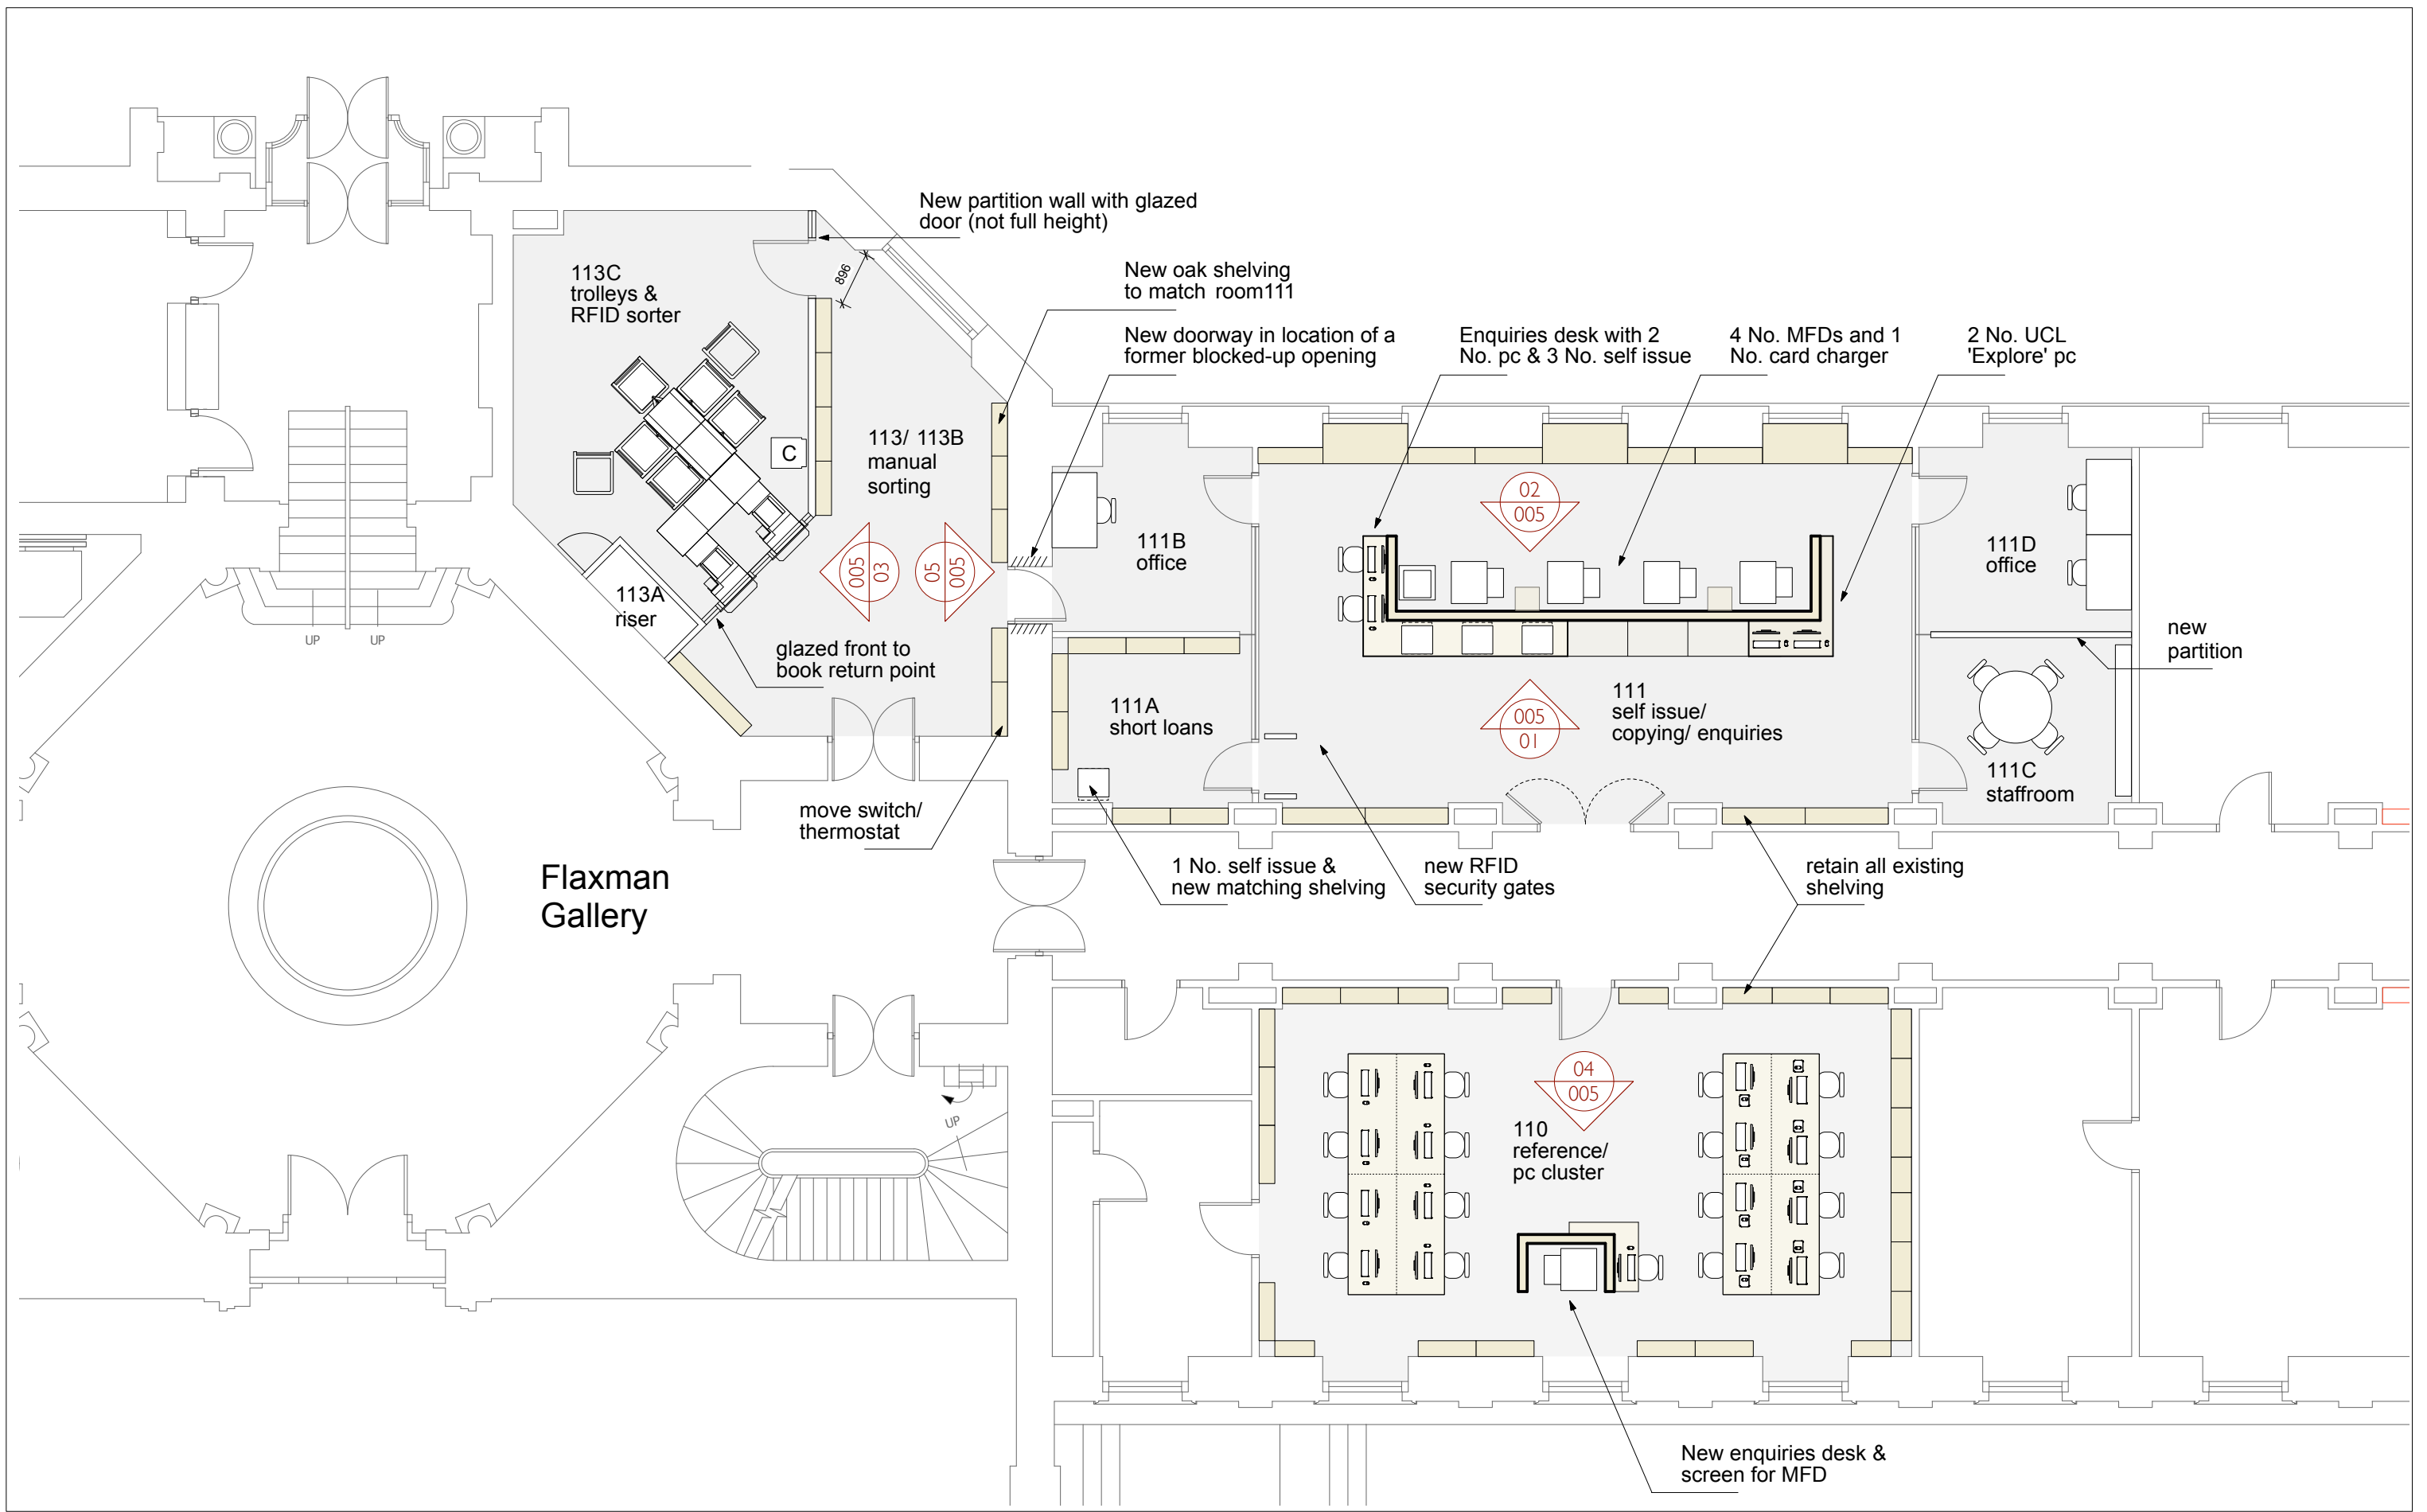 New partition wall with glazed
door (not full height)
896
113C
trolleys &
RFID sorter
New oak shelving
to match room111
New doorway in location of a
former blocked-up opening
Enquiries desk with 2
No. pc & 3 No. self issue
4 No. MFDs and 1
No. card charger
2 No. UCL
'Explore' pc
C
113/ 113B
manual
sorting
02
005
111B
office
111D
office
005
03
05
005
113A
riser
UP
UP
glazed front to
book return point
new
partition
111A
short loans
005
01
111
self issue/
copying/ enquiries
111C
staffroom
move switch/
thermostat
Flaxman
Gallery
1 No. self issue &
new matching shelving
new RFID
security gates
retain all existing
shelving
UP
04
005
110
reference/
pc cluster
New enquiries desk &
screen for MFD